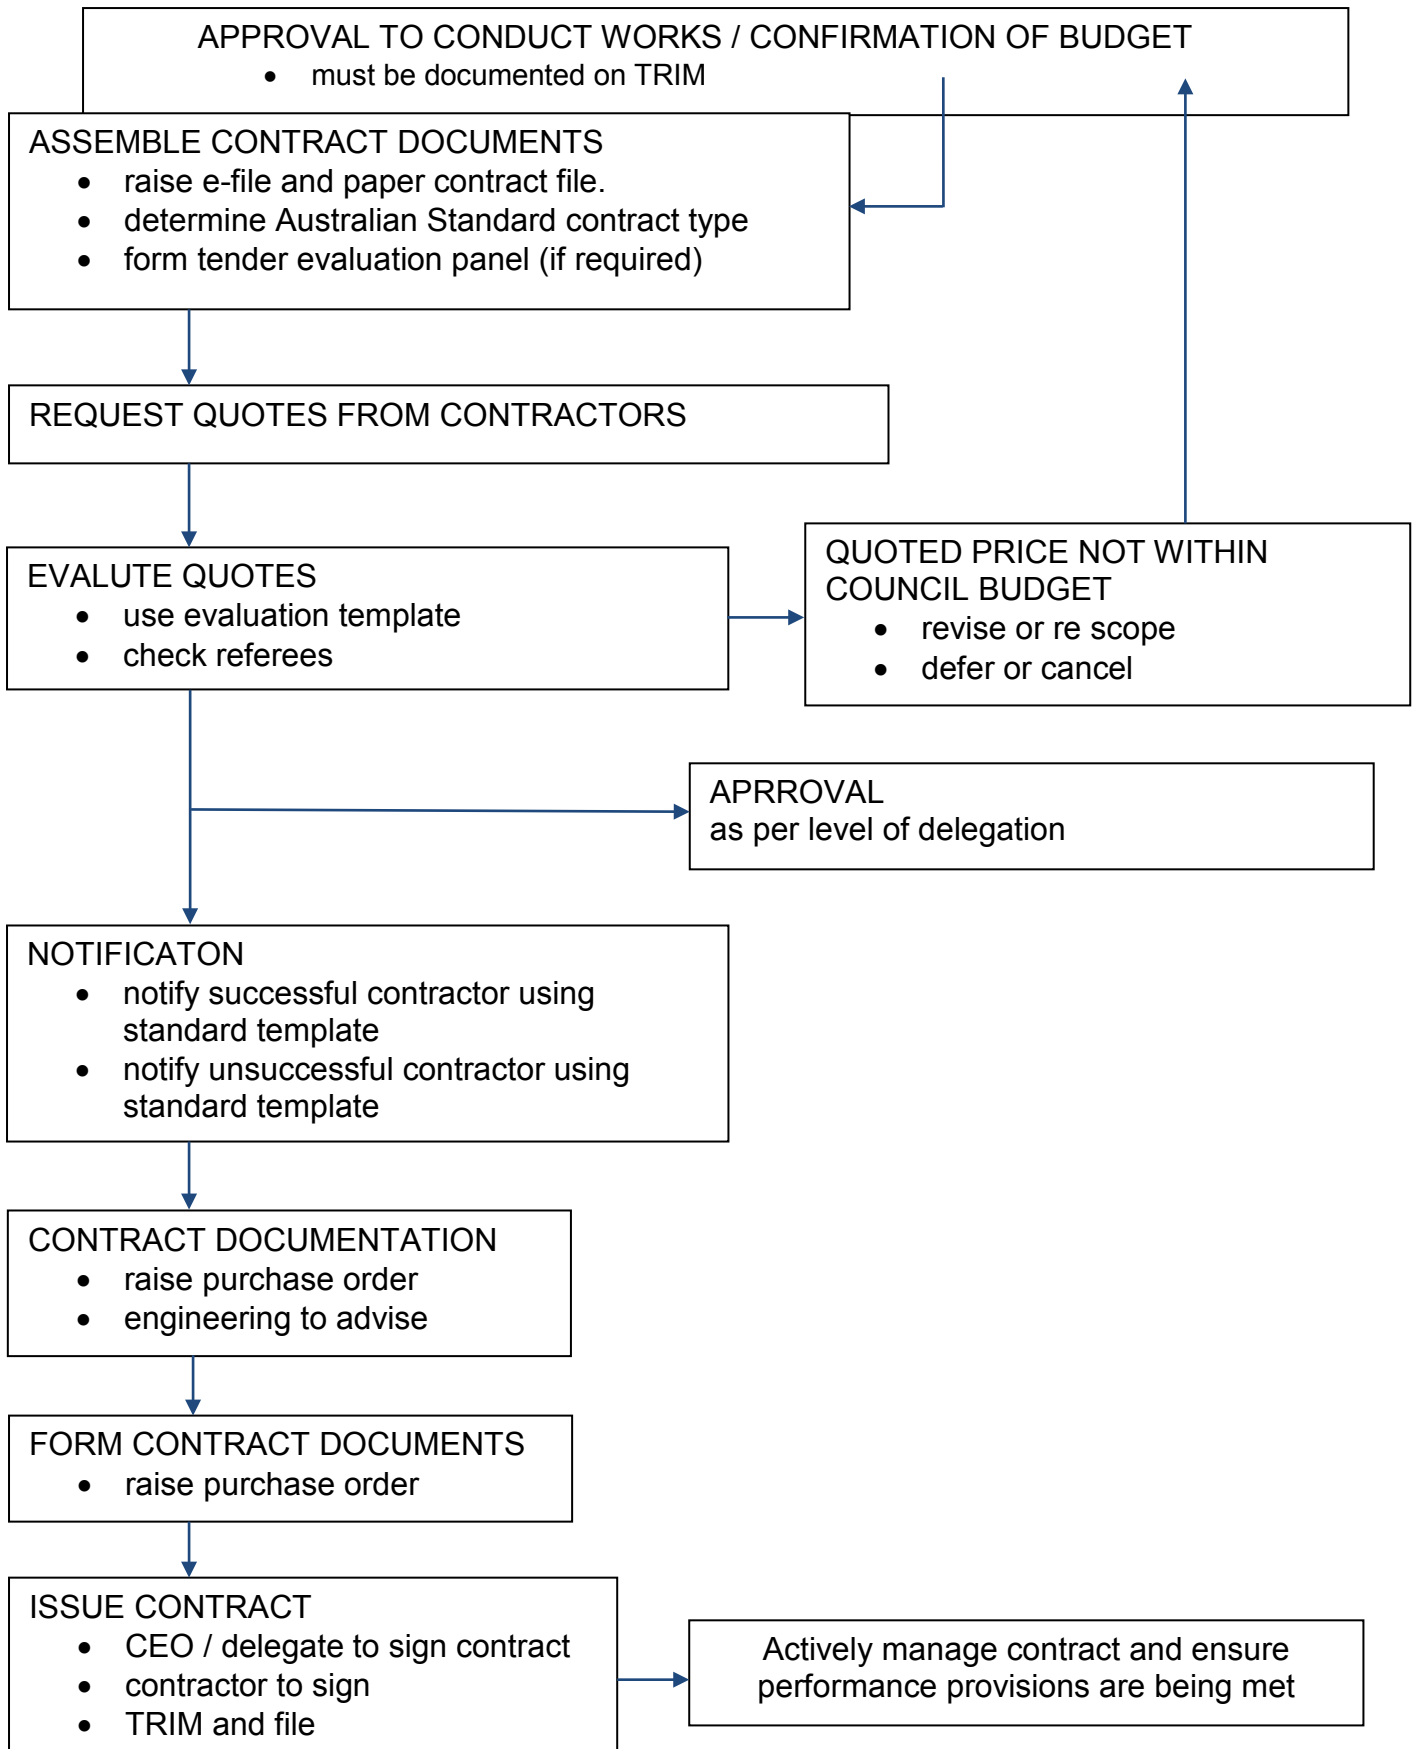 APPROVAL TO CONDUCT WORKS / CONFIRMATION OF BUDGET
• must be documented on TRIM
ASSEMBLE CONTRACT DOCUMENTS
• raise e-file and paper contract file.
• determine Australian Standard contract type
• form tender evaluation panel (if required)
REQUEST QUOTES FROM CONTRACTORS
EVALUTE QUOTES
• use evaluation template
• check referees
QUOTED PRICE NOT WITHIN
COUNCIL BUDGET
• revise or re scope
• defer or cancel
APRROVAL
as per level of delegation
NOTIFICATON
• notify successful contractor using
standard template
• notify unsuccessful contractor using
standard template
CONTRACT DOCUMENTATION
• raise purchase order
• engineering to advise
FORM CONTRACT DOCUMENTS
• raise purchase order
ISSUE CONTRACT
• CEO / delegate to sign contract
• contractor to sign
• TRIM and file
Actively manage contract and ensure
performance provisions are being met